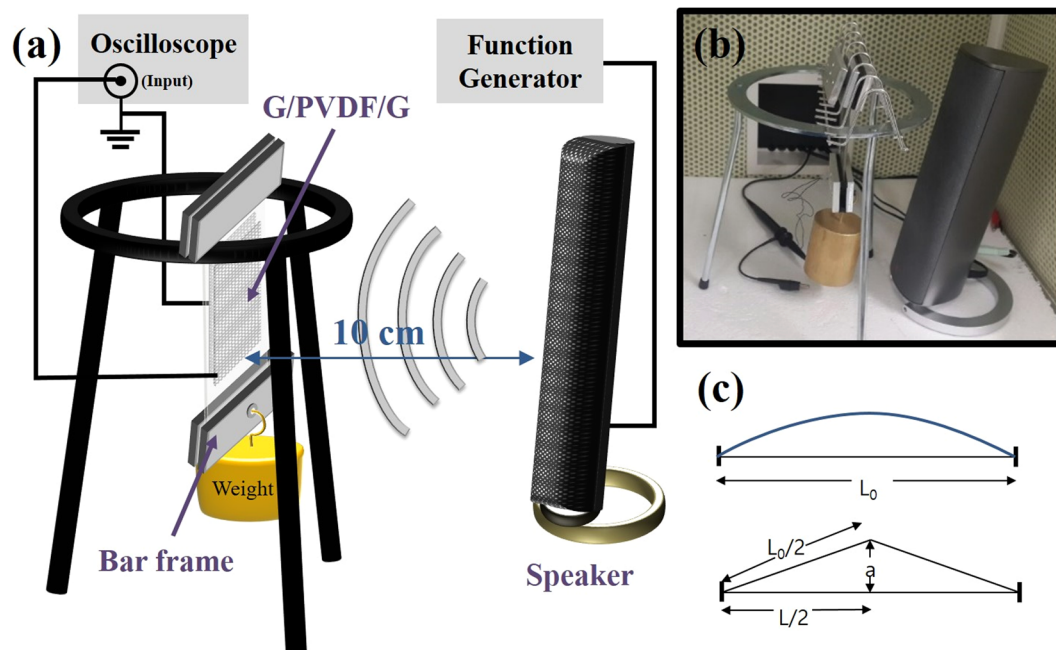 (a)
Oscilloscope
(Input)
G/PVDF/G
Function
Generator
10 cm
Weight
Bar frame
Speaker
(b)
(c)
L₀
L₀/2
a
L/2